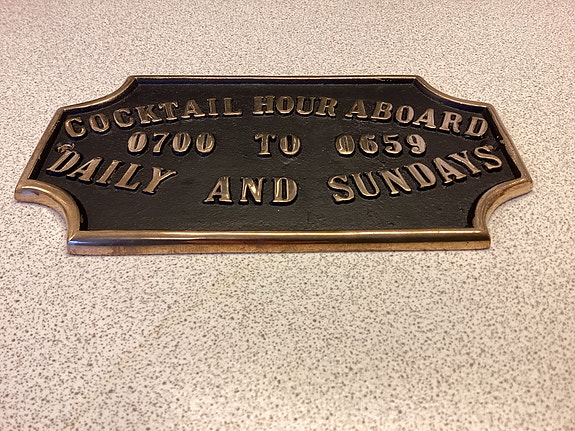 COCKTAIL HOUR ABOARD
0700 TO 0659
DAILY AND SUNDAYS